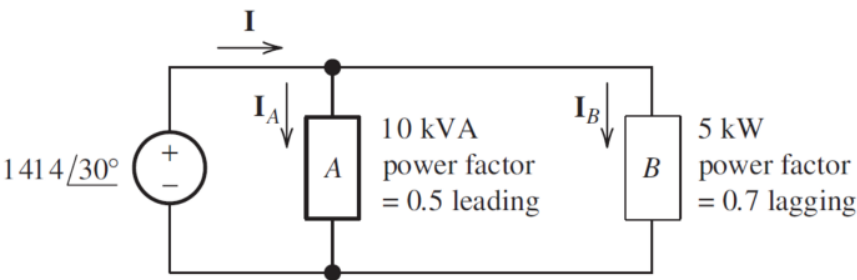 I
I_A
I_B
10 kVA
power factor
= 0.5 leading
5 kW
power factor
= 0.7 lagging
1414/30°
+
−
A
B